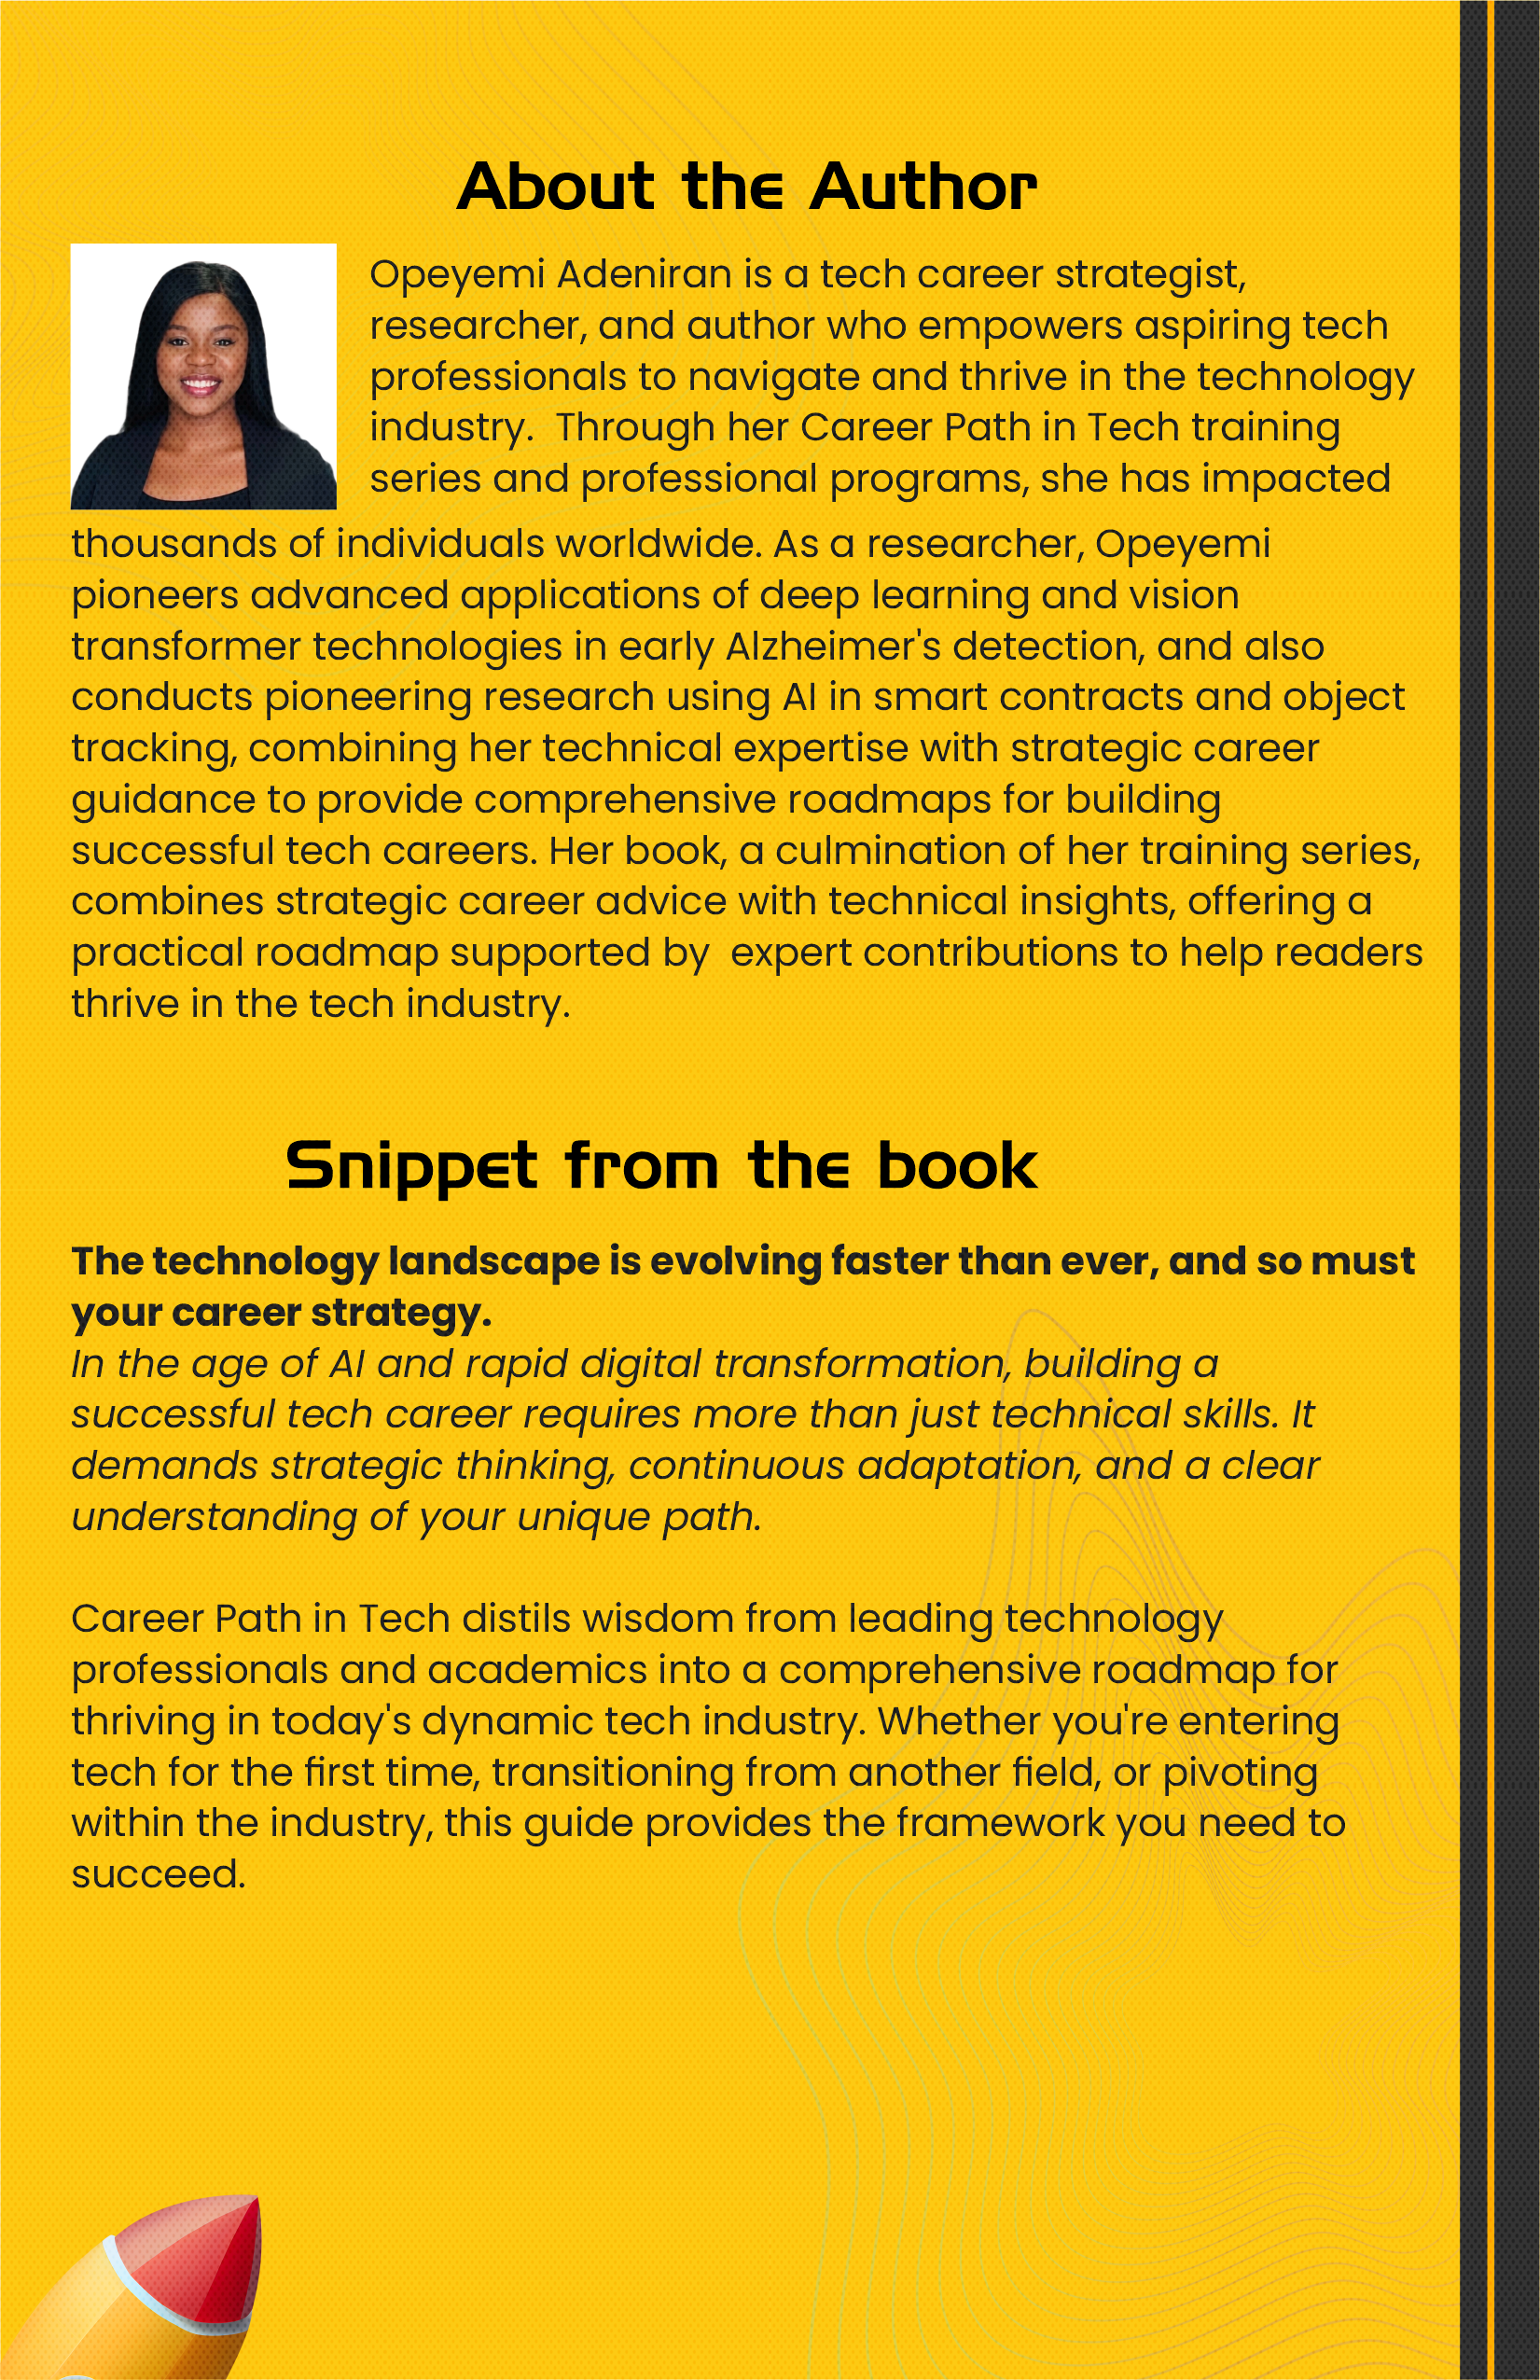 About the Author
Opeyemi Adeniran is a tech career strategist,
researcher, and author who empowers aspiring tech
professionals to navigate and thrive in the technology
industry.  Through her Career Path in Tech training
series and professional programs, she has impacted
thousands of individuals worldwide. As a researcher, Opeyemi
pioneers advanced applications of deep learning and vision
transformer technologies in early Alzheimer's detection, and also
conducts pioneering research using AI in smart contracts and object
tracking, combining her technical expertise with strategic career
guidance to provide comprehensive roadmaps for building
successful tech careers. Her book, a culmination of her training series,
combines strategic career advice with technical insights, offering a
practical roadmap supported by  expert contributions to help readers
thrive in the tech industry.
Snippet from the book
The technology landscape is evolving faster than ever, and so must
your career strategy.
In the age of AI and rapid digital transformation, building a
successful tech career requires more than just technical skills. It
demands strategic thinking, continuous adaptation, and a clear
understanding of your unique path.
Career Path in Tech distils wisdom from leading technology
professionals and academics into a comprehensive roadmap for
thriving in today's dynamic tech industry. Whether you're entering
tech for the first time, transitioning from another field, or pivoting
within the industry, this guide provides the framework you need to
succeed.